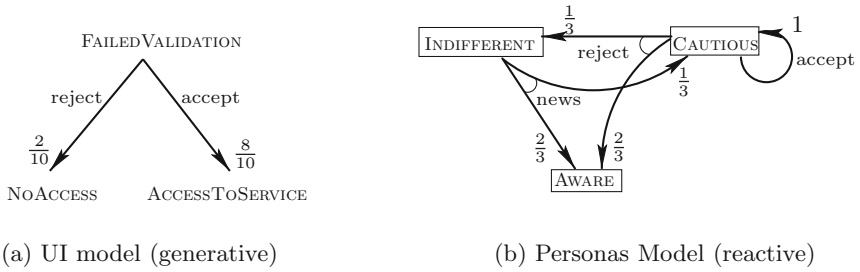 FAILEDVALIDATION
reject
accept
2/10
8/10
NOACCESS
ACCESSTOSERVICE
(a) UI model (generative)
1/3
1
INDIFFERENT
CAUTIOUS
reject
accept
1/3
news
2/3
2/3
AWARE
(b) Personas Model (reactive)